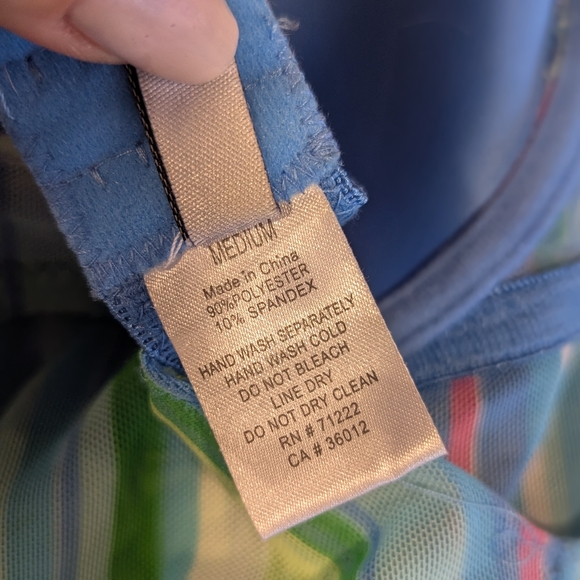 MEDIUM
Made in China
90% POLYESTER
10% SPANDEX
HAND WASH SEPARATELY
HAND WASH COLD
DO NOT BLEACH
LINE DRY
DO NOT DRY CLEAN
RN # 71222
CA # 36012